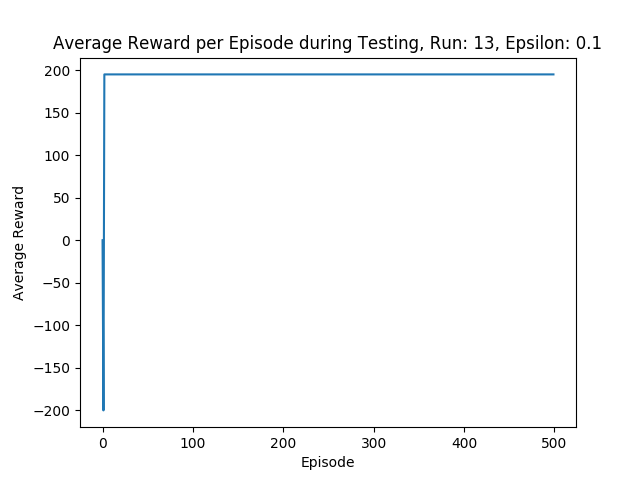 Average Reward per Episode during Testing, Run: 13, Epsilon: 0.1
200
150
100
50
0
−50
−100
−150
−200
Average Reward
0 100 200 300 400 500
Episode